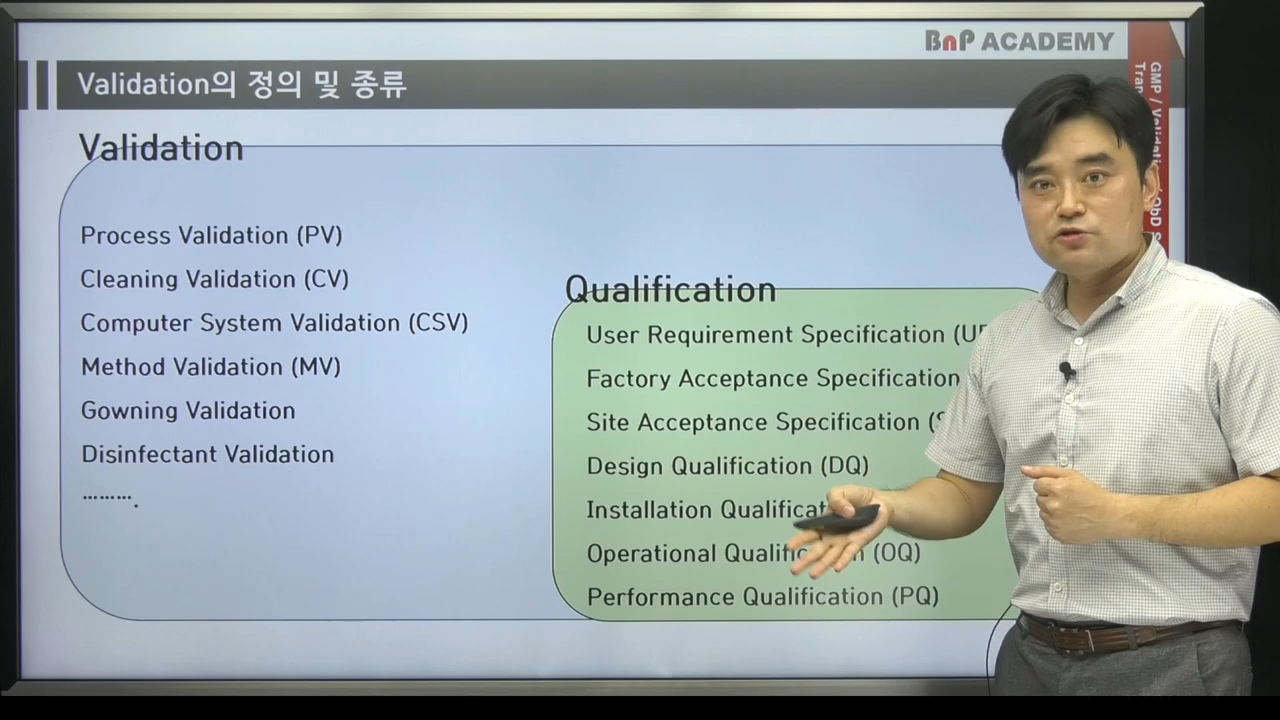 BnP ACADEMY
Validation의 정의 및 종류
Validation
Process Validation (PV)
Cleaning Validation (CV)
Computer System Validation (CSV)
Method Validation (MV)
Gowning Validation
Disinfectant Validation
..........
Qualification
User Requirement Specification
Factory Acceptance Specification
Site Acceptance Specification
Design Qualification (DQ)
Installation
Operational (OQ)
Performance Qualification (PQ)
GMP /